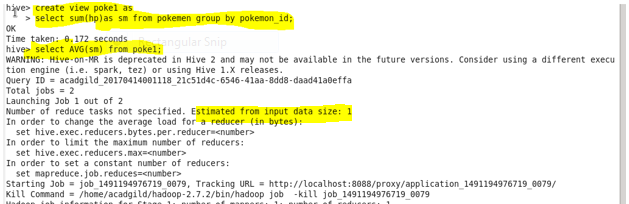 hive> create view poke1 as
    > select sum(hp)as sm from pokemen group by pokemon_id;
OK
Time taken: 0.172 seconds
Rectangular Snip
hive> select AVG(sm) from poke1;
WARNING: Hive-on-MR is deprecated in Hive 2 and may not be available in the future versions. Consider using a different execu
tion engine (i.e. spark, tez) or using Hive 1.X releases.
Query ID = acadgild_20170414001118_21c51d4c-6546-41aa-8dd8-daad41a0effa
Total jobs = 2
Launching Job 1 out of 2
Number of reduce tasks not specified. Estimated from input data size: 1
In order to change the average load for a reducer (in bytes):
  set hive.exec.reducers.bytes.per.reducer=<number>
In order to limit the maximum number of reducers:
  set hive.exec.reducers.max=<number>
In order to set a constant number of reducers:
  set mapreduce.job.reduces=<number>
Starting Job = job_1491194976719_0079, Tracking URL = http://localhost:8088/proxy/application_1491194976719_0079/
Kill Command = /home/acadgild/hadoop-2.7.2/bin/hadoop job  -kill job_1491194976719_0079
Hadoop job information for Stage-1: number of mappers: 1; number of reducers: 1